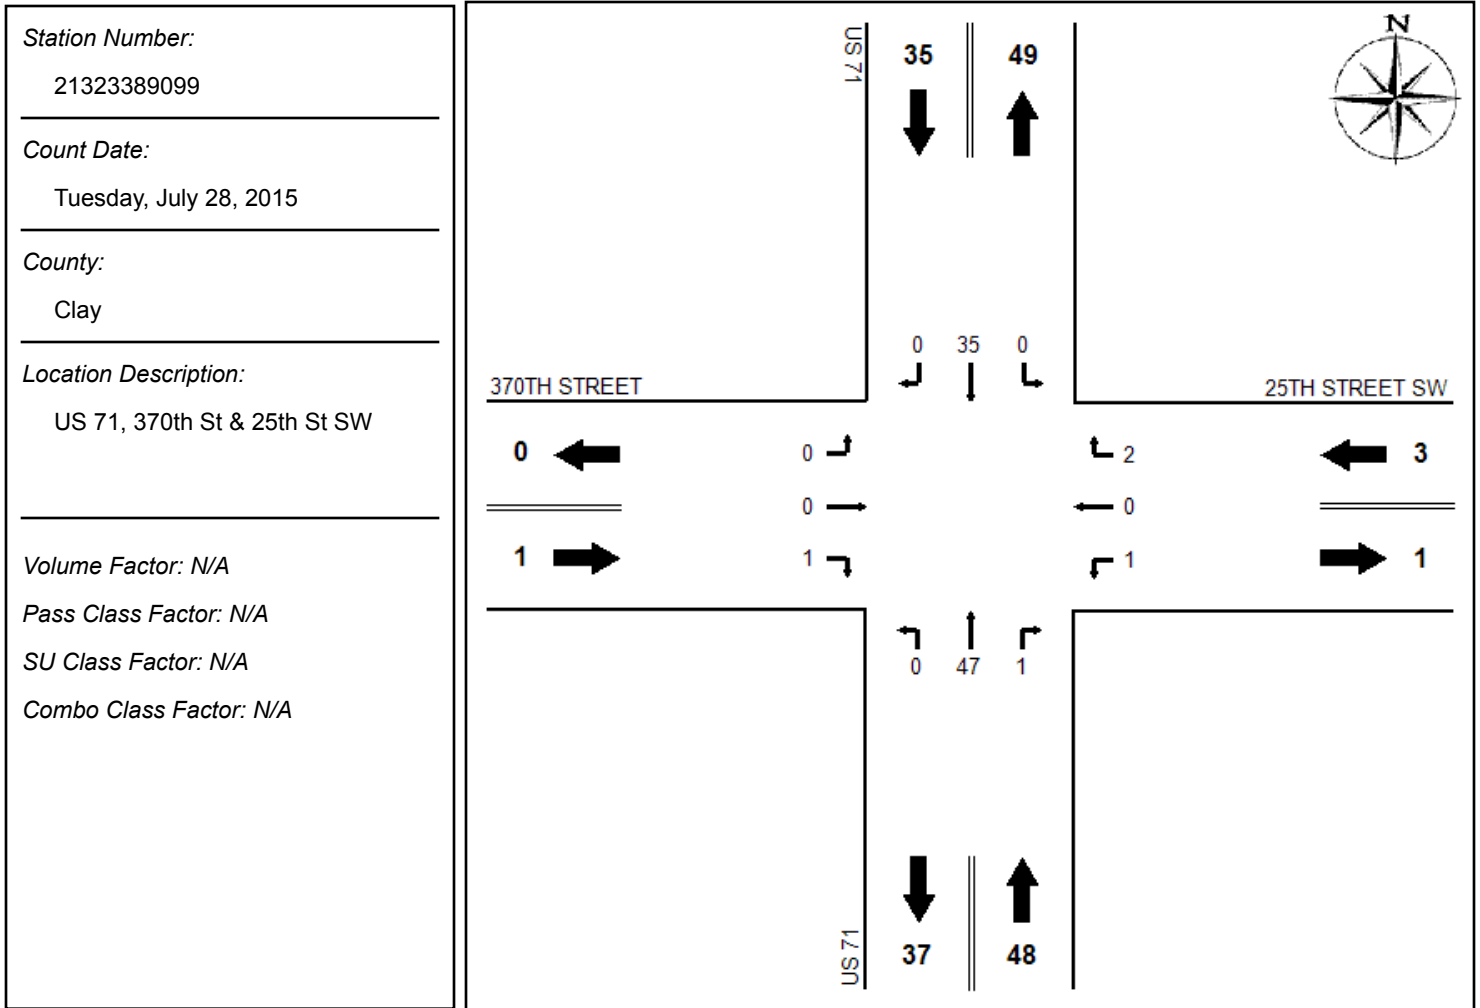 Station Number:
21323389099
Count Date:
Tuesday, July 28, 2015
County:
Clay
Location Description:
US 71, 370th St & 25th St SW
Volume Factor: N/A
Pass Class Factor: N/A
SU Class Factor: N/A
Combo Class Factor: N/A
N
US 71
35 49
0 35 0
370TH STREET
25TH STREET SW
0 0 2 3
0 0
1 1 1 1
0 47 1
US 71
37 48